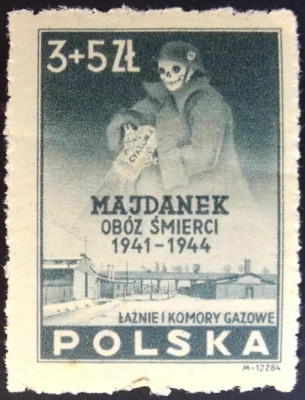 3+5 ZŁ
CYKLON
MAJDANEK
OBÓZ ŚMIERCI
1941-1944
ŁAŹNIE I KOMORY GAZOWE
POLSKA
M-12284